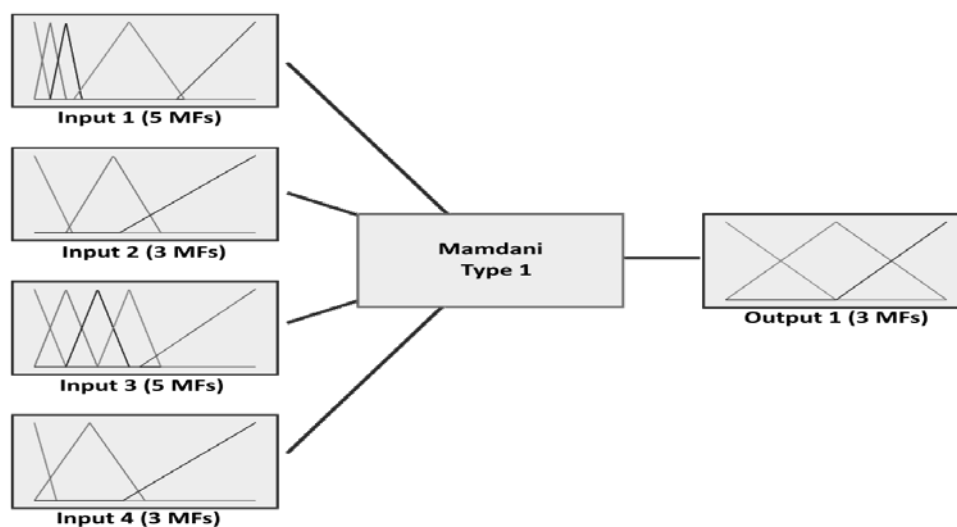 Input 1 (5 MFs)
Input 2 (3 MFs)
Input 3 (5 MFs)
Input 4 (3 MFs)
Mamdani
Type 1
Output 1 (3 MFs)